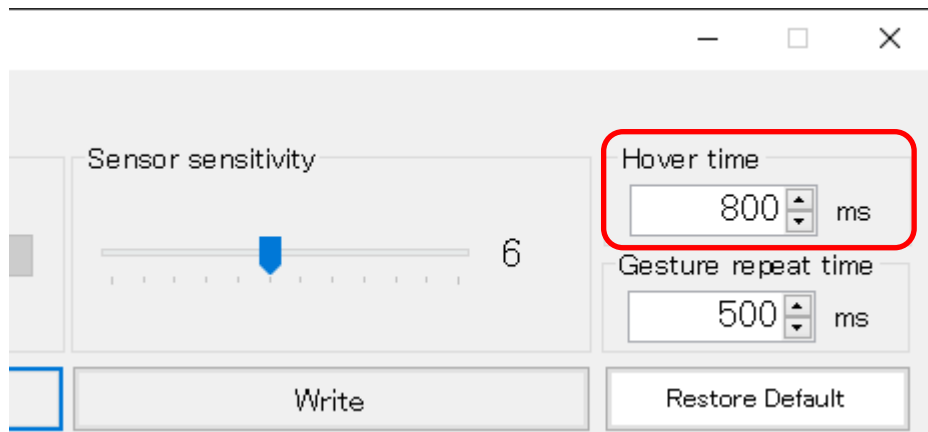 Sensor sensitivity
6
Hover time
800 ms
Gesture repeat time
500 ms
Write
Restore Default